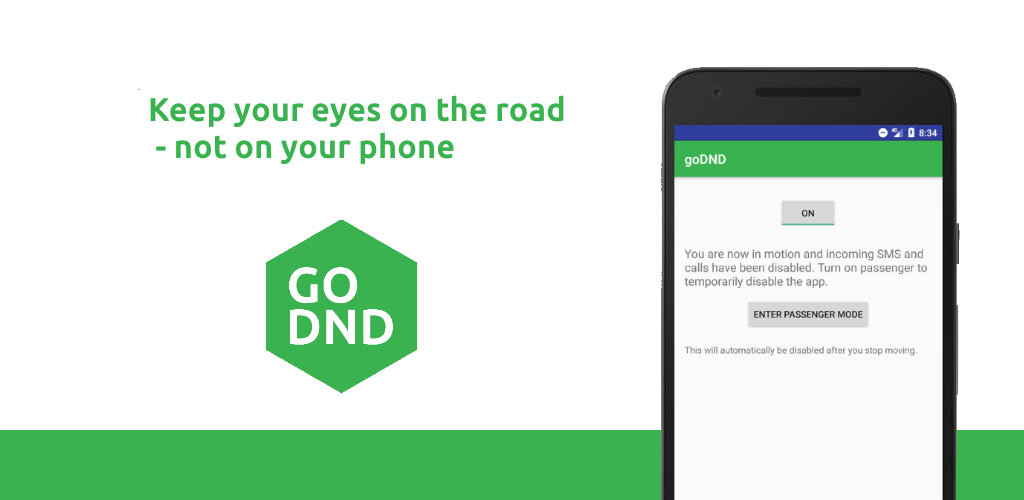 Keep your eyes on the road
- not on your phone
GO
DND
4G
8:34
goDND
ON
You are now in motion and incoming SMS and
calls have been disabled. Turn on passenger to
temporarily disable the app.
ENTER PASSENGER MODE
This will automatically be disabled after you stop moving.